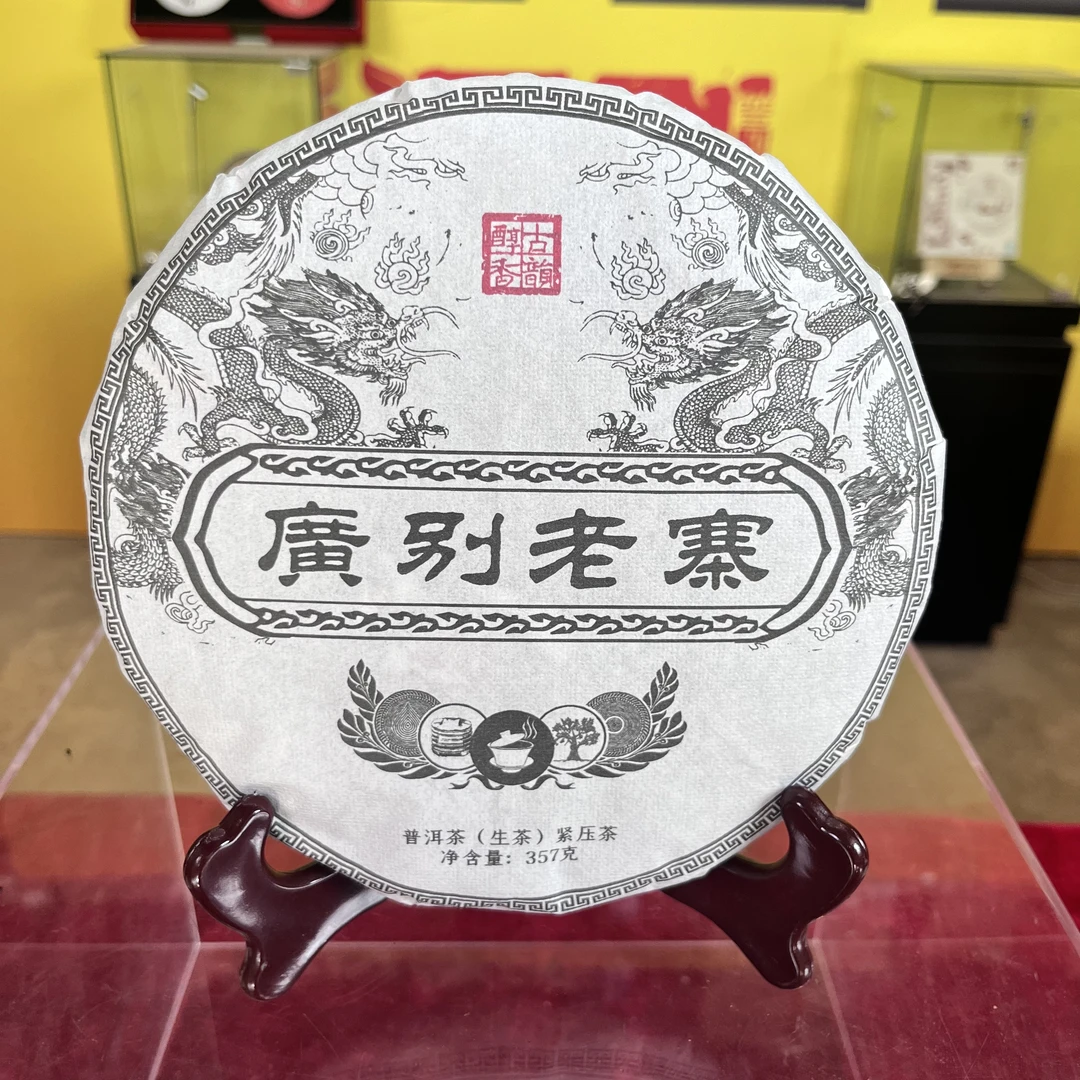 古韻
醇香
廣别老寨
普洱茶（生茶）紧压茶
净含量：357克